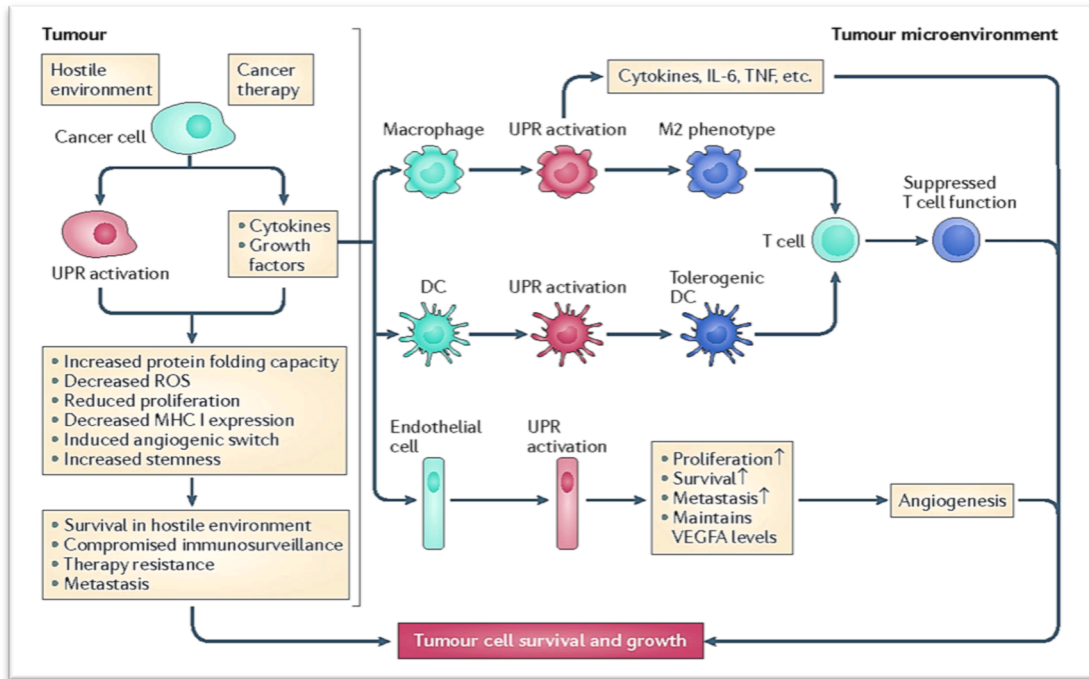 Tumour
Hostile
environment
Cancer
therapy
Cancer cell
UPR activation
• Cytokines
• Growth
factors
• Increased protein folding capacity
• Decreased ROS
• Reduced proliferation
• Decreased MHC I expression
• Induced angiogenic switch
• Increased stemness
• Survival in hostile environment
• Compromised immunosurveillance
• Therapy resistance
• Metastasis
Tumour microenvironment
Cytokines, IL-6, TNF, etc.
Macrophage
UPR activation
M2 phenotype
T cell
Suppressed
T cell function
DC
UPR activation
Tolerogenic
DC
Endothelial
cell
UPR
activation
• Proliferation↑
• Survival↑
• Metastasis↑
• Maintains
VEGFA levels
Angiogenesis
Tumour cell survival and growth